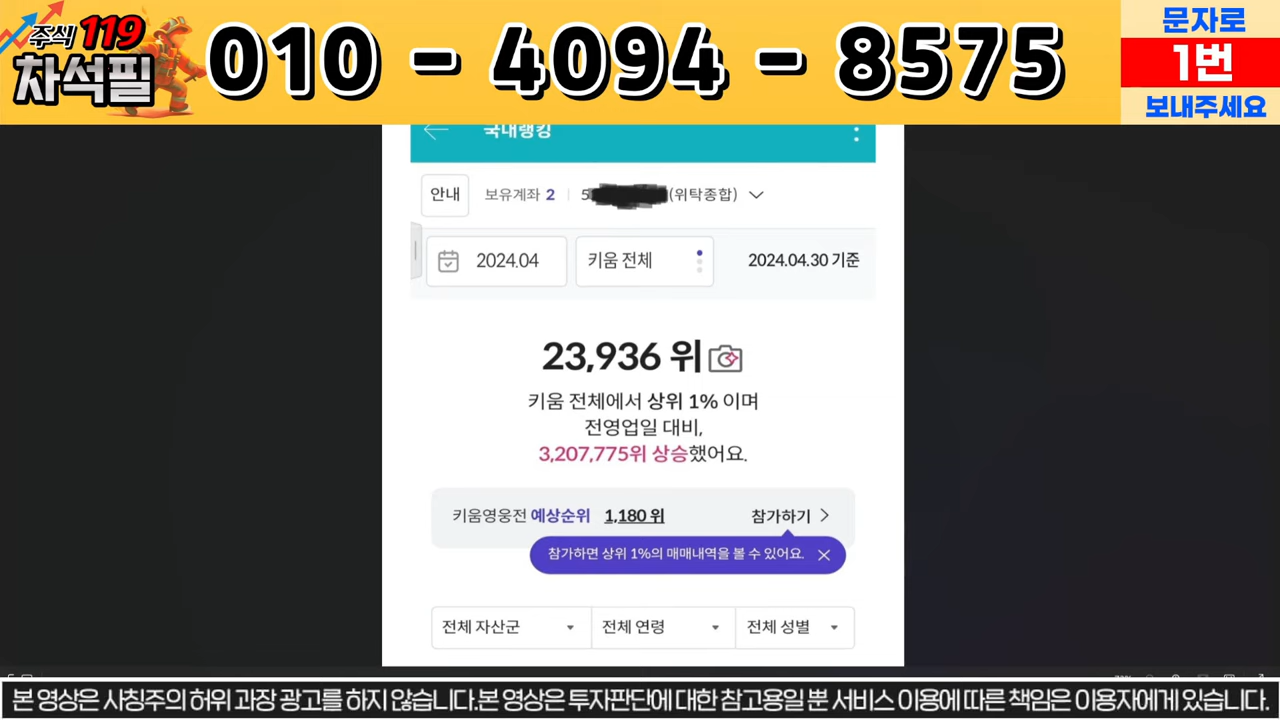 주식 119
차석필
010 - 4094 - 8575
문자로
1번
보내주세요
국내랭킹
안내 보유계좌 2 5 (위탁종합)
2024.04 키움 전체 2024.04.30 기준
23,936 위
키움 전체에서 상위 1% 이며
전영업일 대비,
3,207,775위 상승했어요.
키움영웅전 예상순위 1,180 위 참가하기
참가하면 상위 1%의 매매내역을 볼 수 있어요.
전체 자산군 전체 연령 전체 성별
본 영상은 사칭주의 허위 과장 광고를 하지 않습니다.본 영상은 투자판단에 대한 참고용일 뿐 서비스 이용에 따른 책임은 이용자에게 있습니다.